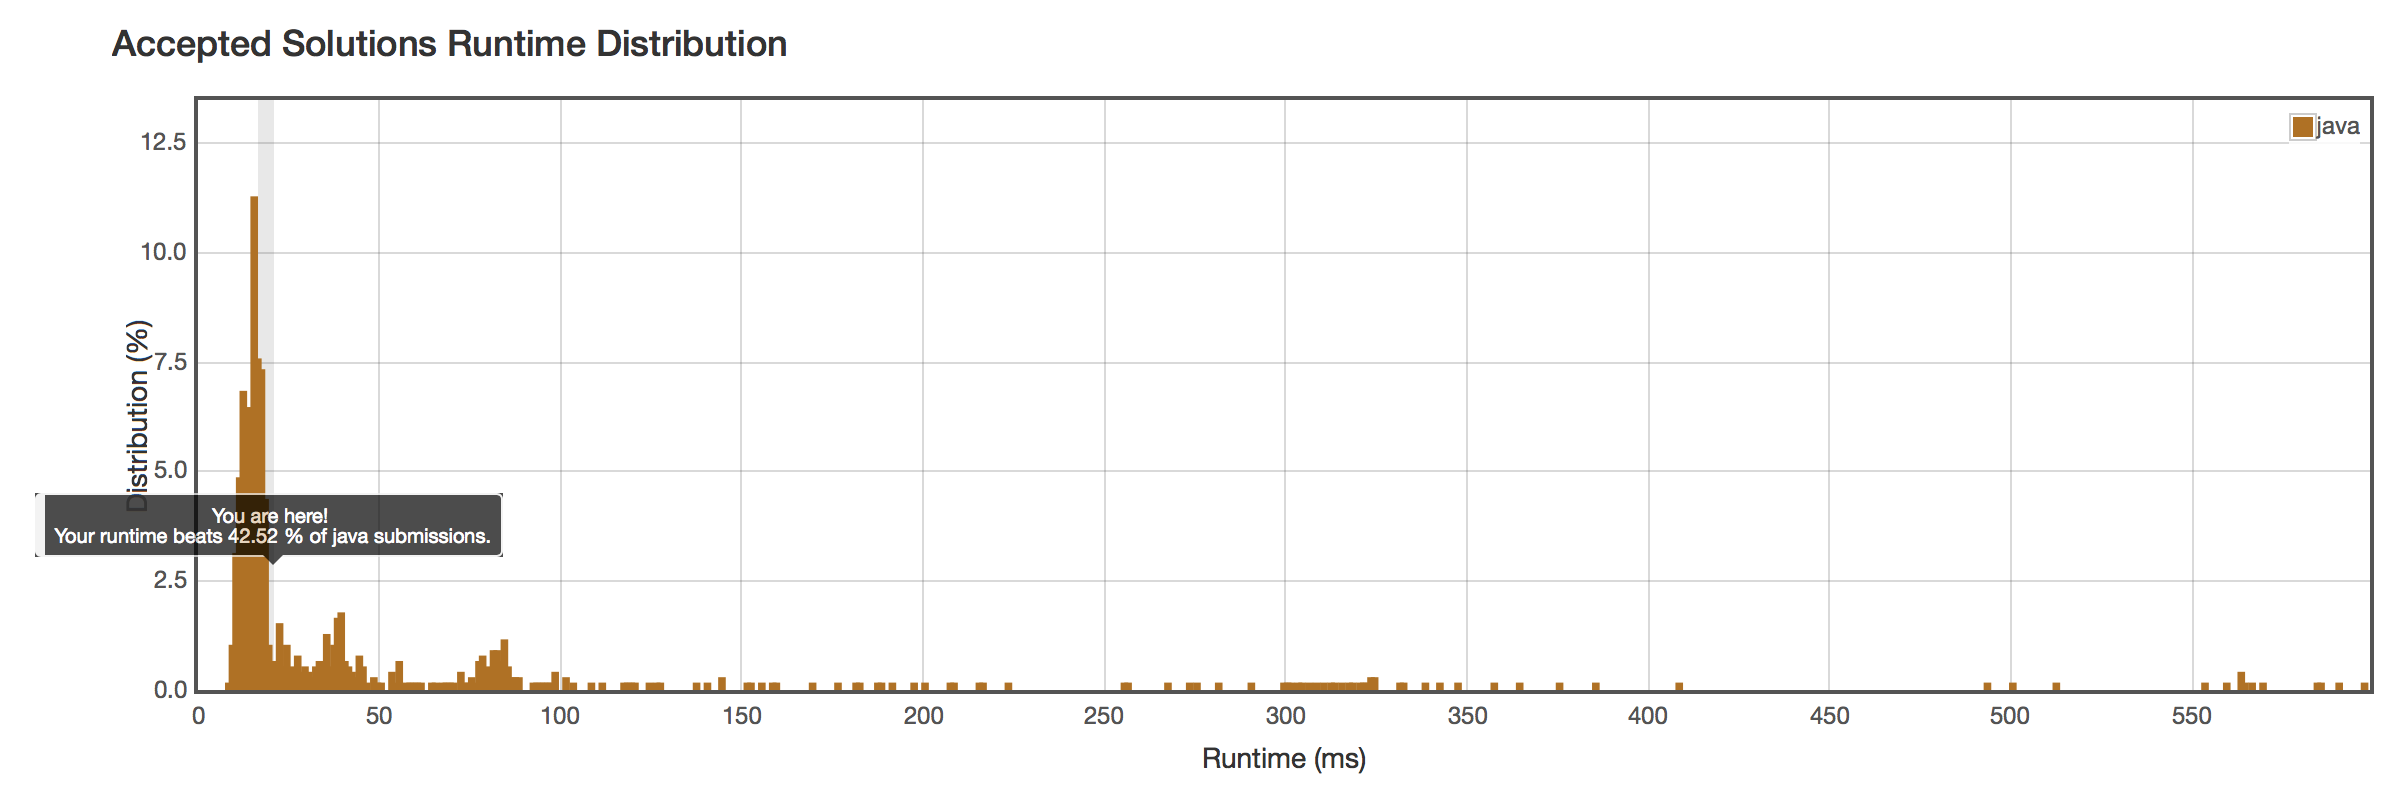 Accepted Solutions Runtime Distribution
java
12.5
10.0
7.5
5.0
2.5
0.0
Distribution (%)
You are here!
Your runtime beats 42.52 % of java submissions.
0 50 100 150 200 250 300 350 400 450 500 550
Runtime (ms)